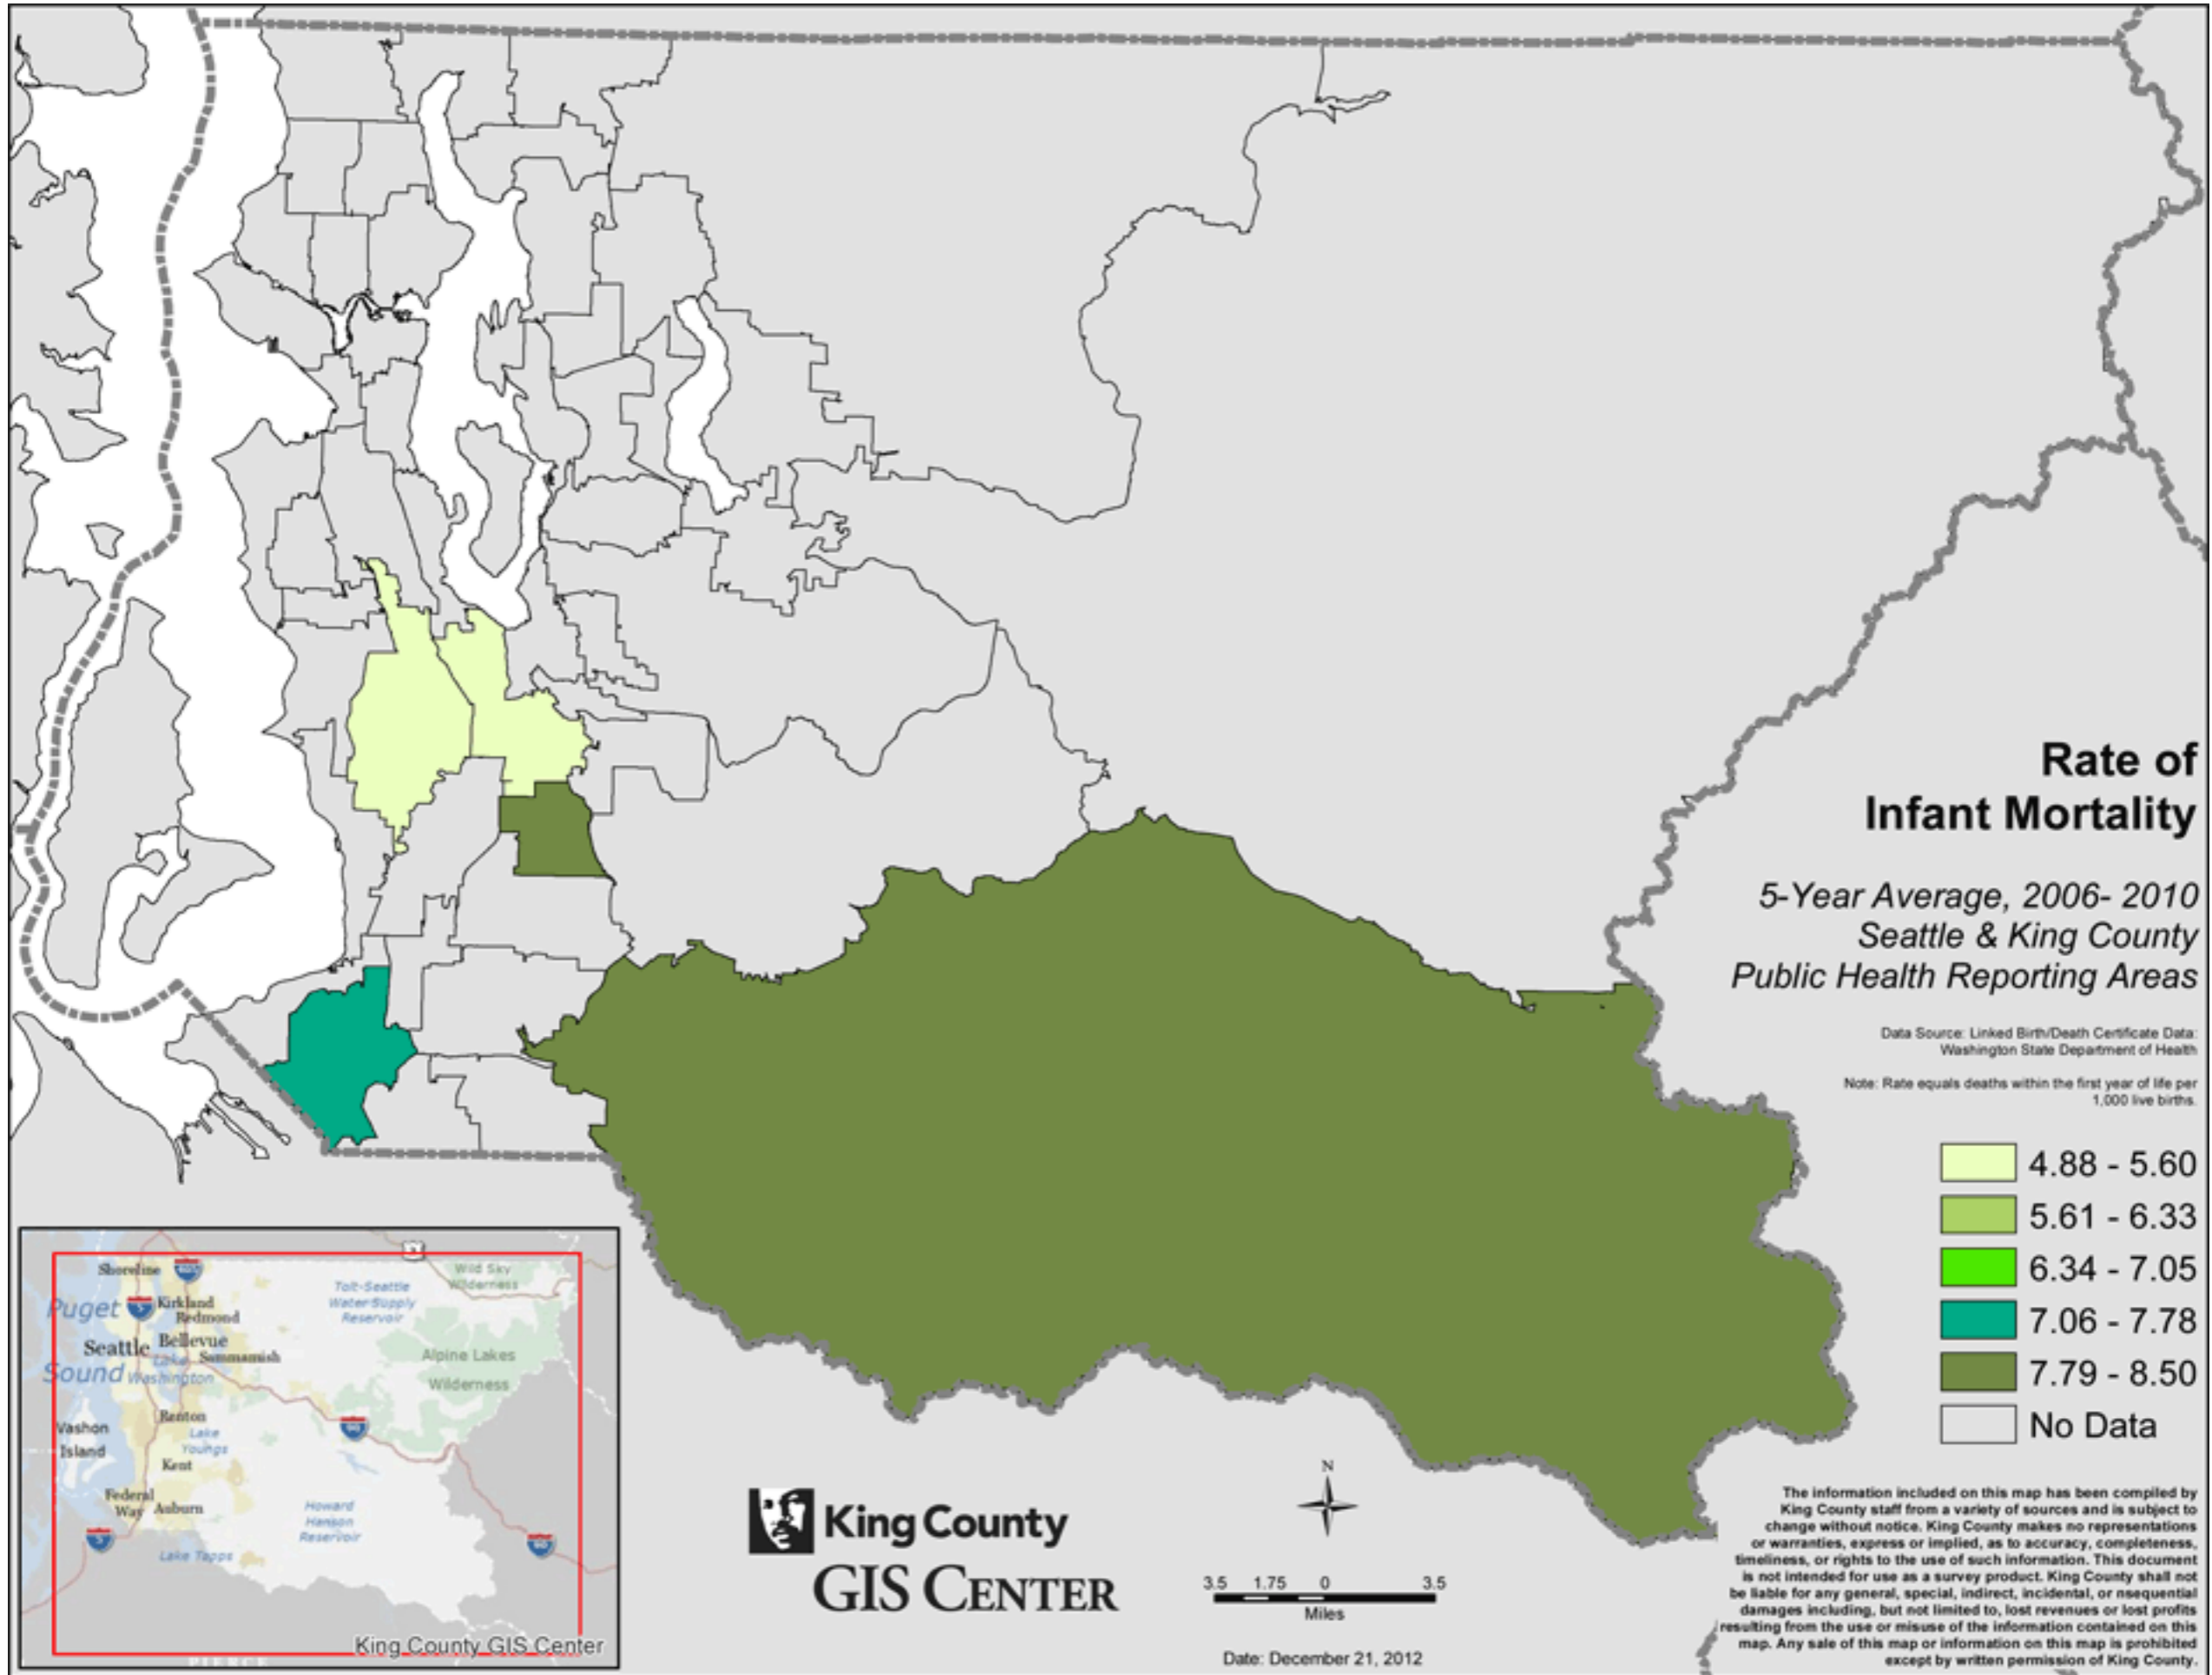 Rate of
Infant Mortality
5-Year Average, 2006- 2010
Seattle & King County
Public Health Reporting Areas
Data Source: Linked Birth/Death Certificate Data:
Washington State Department of Health
Note: Rate equals deaths within the first year of life per
1,000 live births.
4.88 - 5.60
5.61 - 6.33
6.34 - 7.05
7.06 - 7.78
7.79 - 8.50
No Data
Shoreline
Wild Sky
Wilderness
Tolt-Seattle
Water Supply
Reservoir
Puget
5
Kirkland
Redmond
Seattle
Bellevue
Sammamish
Sound
Lake
Washington
Alpine Lakes
Wilderness
Vashon
Island
Renton
Lake
Youngs
90
Kent
Federal
Way
Auburn
Howard
Hanson
Reservoir
5
90
Lake Tapps
King County GIS Center
PIERCE
King County
GIS CENTER
N
3.5 1.75 0 3.5
Miles
Date: December 21, 2012
The information included on this map has been compiled by
King County staff from a variety of sources and is subject to
change without notice. King County makes no representations
or warranties, express or implied, as to accuracy, completeness,
timeliness, or rights to the use of such information. This document
is not intended for use as a survey product. King County shall not
be liable for any general, special, indirect, incidental, or nsequential
damages including, but not limited to, lost revenues or lost profits
resulting from the use or misuse of the information contained on this
map. Any sale of this map or information on this map is prohibited
except by written permission of King County.